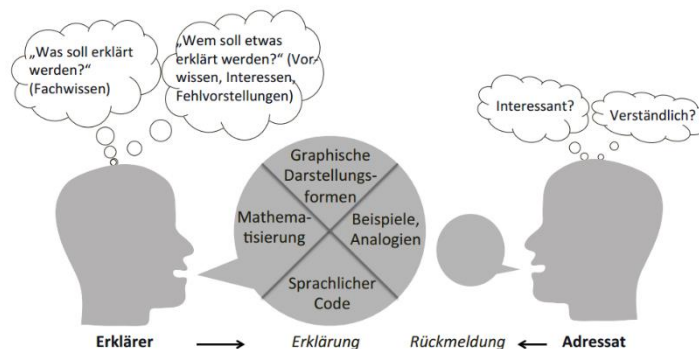 „Was soll erklärt
werden?“
(Fachwissen)
„Wem soll etwas
erklärt werden?“ (Vor-
wissen, Interessen,
Fehlvorstellungen)
Interessant?
Verständlich?
Graphische
Darstellungs-
formen
Mathema-
tisierung
Beispiele,
Analogien
Sprachlicher
Code
Erklärer
Erklärung
Rückmeldung
Adressat